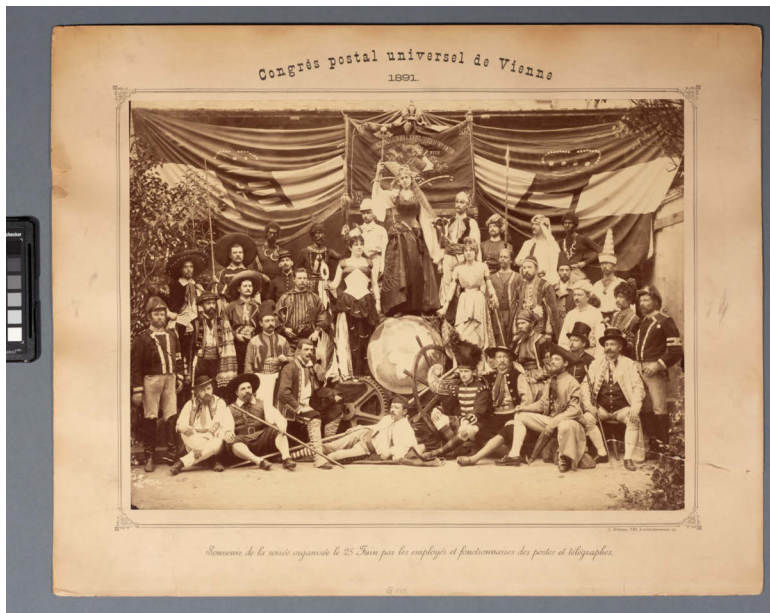 Congrès postal universel de Vienne
1891.
Souvenir de la soirée organisée le 25 Juin par les employés et fonctionnaires des postes et télégraphes.